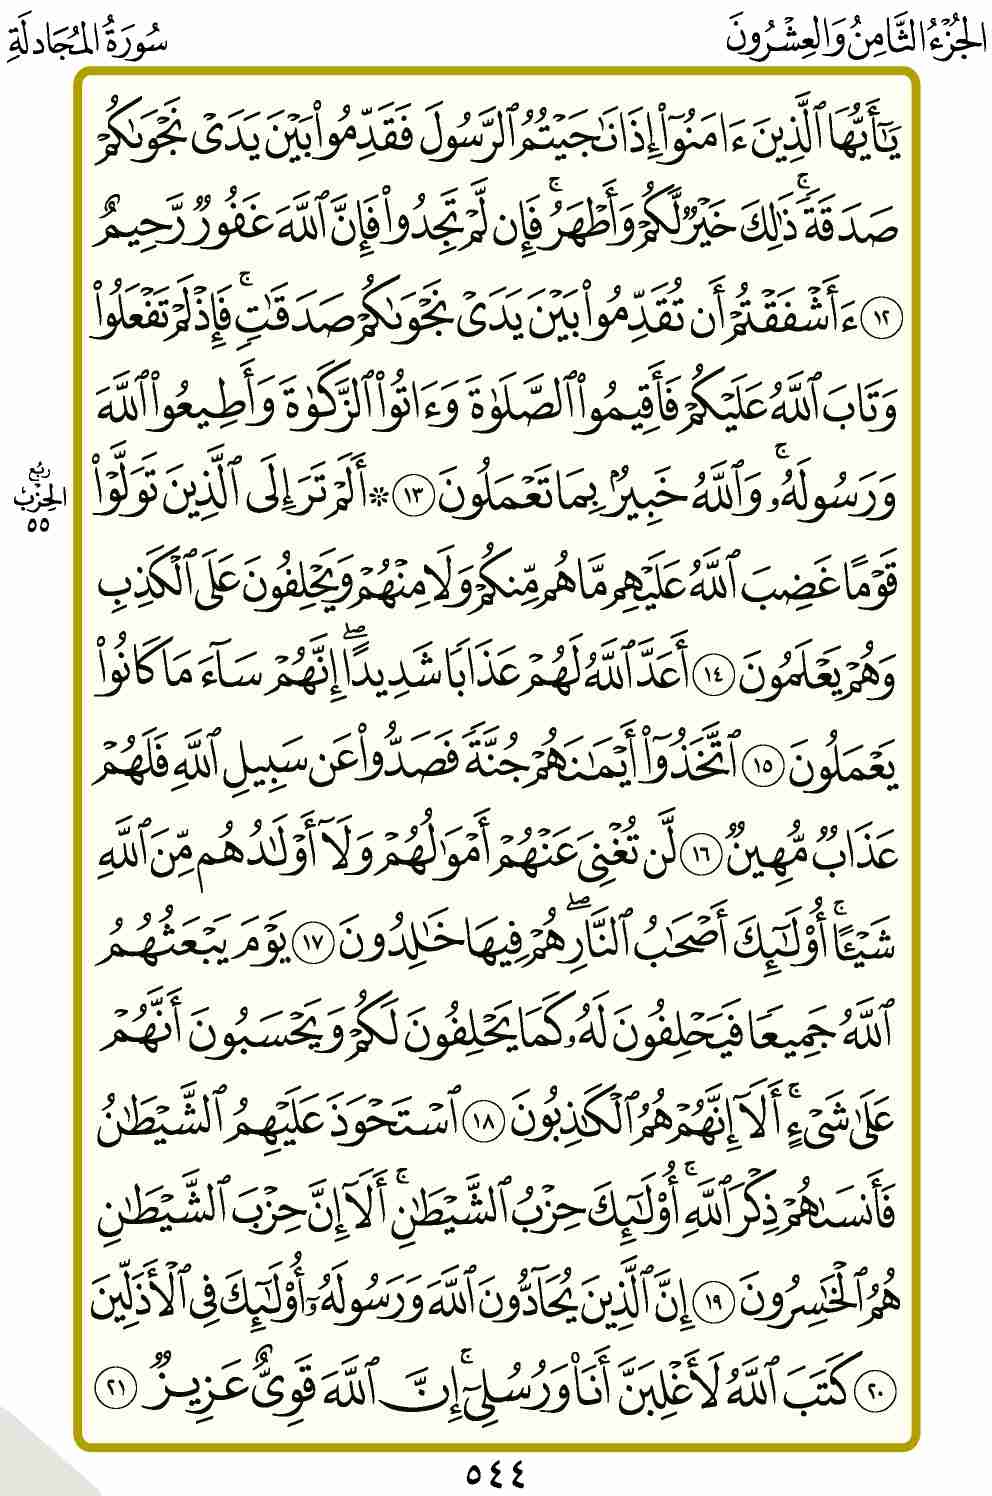 الجُزْءُ الثَّامِنُ وَالعِشْرُونَ
سُورَةُ المُجَادلَةِ
يَٰٓأَيُّهَا ٱلَّذِينَ ءَامَنُوٓا۟ إِذَا نَٰجَيْتُمُ ٱلرَّسُولَ فَقَدِّمُوا۟ بَيْنَ يَدَىْ نَجْوَىٰكُمْ
صَدَقَةًۚ ذَٰلِكَ خَيْرٌ لَّكُمْ وَأَطْهَرُۚ فَإِن لَّمْ تَجِدُوا۟ فَإِنَّ ٱللَّهَ غَفُورٌ رَّحِيمٌ
١٢ ءَأَشْفَقْتُمْ أَن تُقَدِّمُوا۟ بَيْنَ يَدَىْ نَجْوَىٰكُمْ صَدَقَٰتٍۚ فَإِذْ لَمْ تَفْعَلُوا۟
وَتَابَ ٱللَّهُ عَلَيْكُمْ فَأَقِيمُوا۟ ٱلصَّلَوٰةَ وَءَاتُوا۟ ٱلزَّكَوٰةَ وَأَطِيعُوا۟ ٱللَّهَ
وَرَسُولَهُۥۚ وَٱللَّهُ خَبِيرٌۢ بِمَا تَعْمَلُونَ ١٣ ۞ أَلَمْ تَرَ إِلَى ٱلَّذِينَ تَوَلَّوْا۟
رُبْعُ
الحِزْبِ
٥٥
قَوْمًا غَضِبَ ٱللَّهُ عَلَيْهِم مَّا هُم مِّنكُمْ وَلَا مِنْهُمْ وَيَحْلِفُونَ عَلَى ٱلْكَذِبِ
وَهُمْ يَعْلَمُونَ ١٤ أَعَدَّ ٱللَّهُ لَهُمْ عَذَابًا شَدِيدًاۖ إِنَّهُمْ سَآءَ مَا كَانُوا۟
يَعْمَلُونَ ١٥ ٱتَّخَذُوٓا۟ أَيْمَٰنَهُمْ جُنَّةً فَصَدُّوا۟ عَن سَبِيلِ ٱللَّهِ فَلَهُمْ
عَذَابٌ مُّهِينٌ ١٦ لَّن تُغْنِىَ عَنْهُمْ أَمْوَٰلُهُمْ وَلَآ أَوْلَٰدُهُم مِّنَ ٱللَّهِ
شَيْـًٔاۚ أُو۟لَٰٓئِكَ أَصْحَٰبُ ٱلنَّارِۖ هُمْ فِيهَا خَٰلِدُونَ ١٧ يَوْمَ يَبْعَثُهُمُ
ٱللَّهُ جَمِيعًا فَيَحْلِفُونَ لَهُۥ كَمَا يَحْلِفُونَ لَكُمْ وَيَحْسَبُونَ أَنَّهُمْ
عَلَىٰ شَىْءٍۚ أَلَآ إِنَّهُمْ هُمُ ٱلْكَٰذِبُونَ ١٨ ٱسْتَحْوَذَ عَلَيْهِمُ ٱلشَّيْطَٰنُ
فَأَنسَىٰهُمْ ذِكْرَ ٱللَّهِۚ أُو۟لَٰٓئِكَ حِزْبُ ٱلشَّيْطَٰنِۚ أَلَآ إِنَّ حِزْبَ ٱلشَّيْطَٰنِ
هُمُ ٱلْخَٰسِرُونَ ١٩ إِنَّ ٱلَّذِينَ يُحَآدُّونَ ٱللَّهَ وَرَسُولَهُۥٓ أُو۟لَٰٓئِكَ فِى ٱلْأَذَلِّينَ
٢٠ كَتَبَ ٱللَّهُ لَأَغْلِبَنَّ أَنَا۠ وَرُسُلِىٓۚ إِنَّ ٱللَّهَ قَوِىٌّ عَزِيزٌ ٢١
٥٤٤